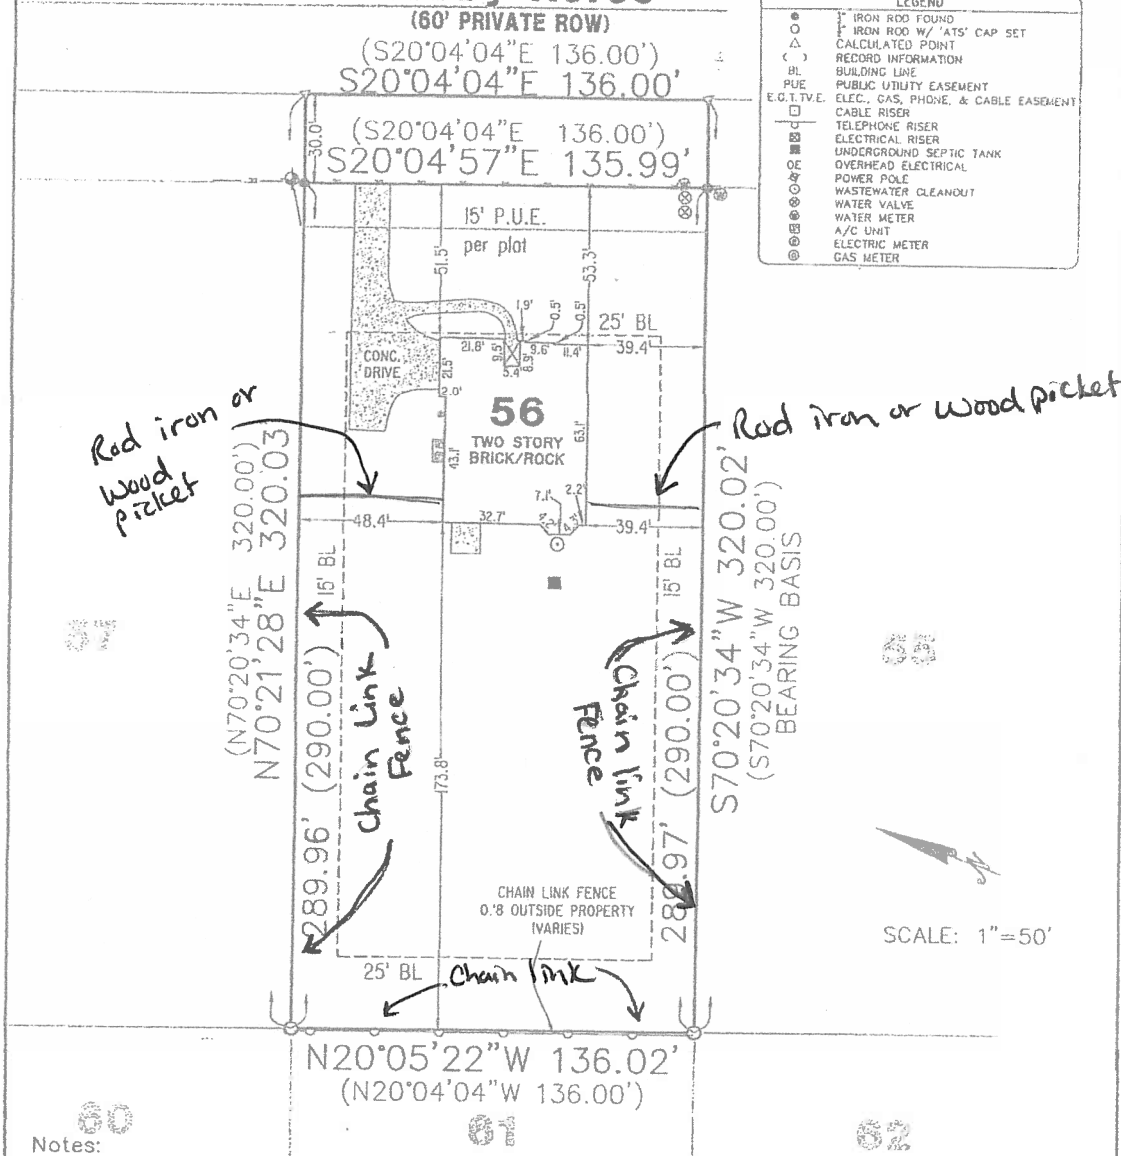 (60' PRIVATE ROW)
(S20°04'04"E 136.00')
S20°04'04"E 136.00'
30.0'
(S20°04'04"E 136.00')
S20°04'57"E 135.99'
LEGEND
IRON ROD FOUND
IRON ROD W/ 'ATS' CAP SET
CALCULATED POINT
( ) RECORD INFORMATION
BL BUILDING LINE
PUE PUBLIC UTILITY EASEMENT
E.G.T.TV.E. ELEC., GAS, PHONE, & CABLE EASEMENT
CABLE RISER
TELEPHONE RISER
ELECTRICAL RISER
UNDERGROUND SEPTIC TANK
OE OVERHEAD ELECTRICAL
POWER POLE
WASTEWATER CLEANOUT
WATER VALVE
WATER METER
A/C UNIT
ELECTRIC METER
GAS METER
15' P.U.E.
per plat
51.5'
53.3'
1.9'
0.5'
0.5'
25' BL
21.8'
9.5'
5.4'
8.9'
9.6'
11.4'
39.4'
CONC.
DRIVE
21.5'
2.0'
56
TWO STORY
BRICK/ROCK
43.1'
63.1'
Rod iron or
wood
picket
Rod iron or wood picket
48.4'
32.7'
7.1'
2.2'
4.3'
39.4'
15' BL
15' BL
(N70°20'34"E 320.00')
N70°21'28"E 320.03
289.96' (290.00')
S70°20'34"W 320.02'
(S70°20'34"W 320.00')
BEARING BASIS
289.97' (290.00')
57
55
Chain Link
Fence
Chain link
Fence
173.8'
CHAIN LINK FENCE
0.'8 OUTSIDE PROPERTY
(VARIES)
SCALE: 1"=50'
25' BL
Chain link
N20°05'22"W 136.02'
(N20°04'04"W 136.00')
60
61
62
Notes: